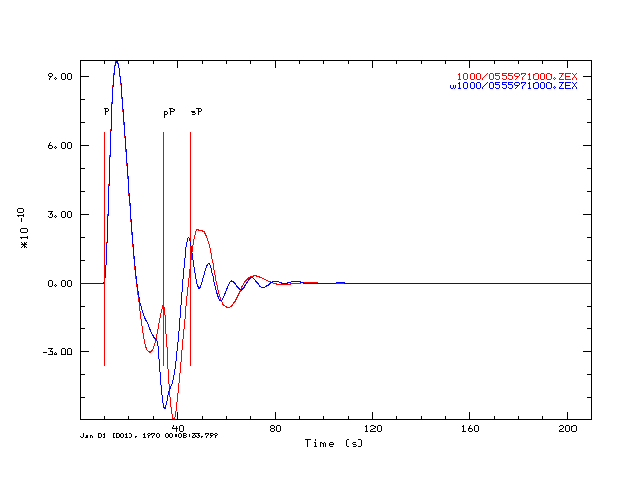 1000/0555971000.ZEX
w1000/0555971000.ZEX
9.00
P pP sP
6.00
3.00
*10 -10
0.00
-3.00
Jan 01 (001), 1970 00:08:33.799
40 80 120 160 200
Time (s)